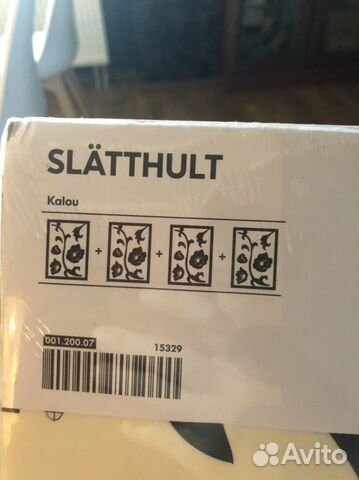 SLÄTTHULT
Kalou
+ + +
001.200.07
15329
Avito